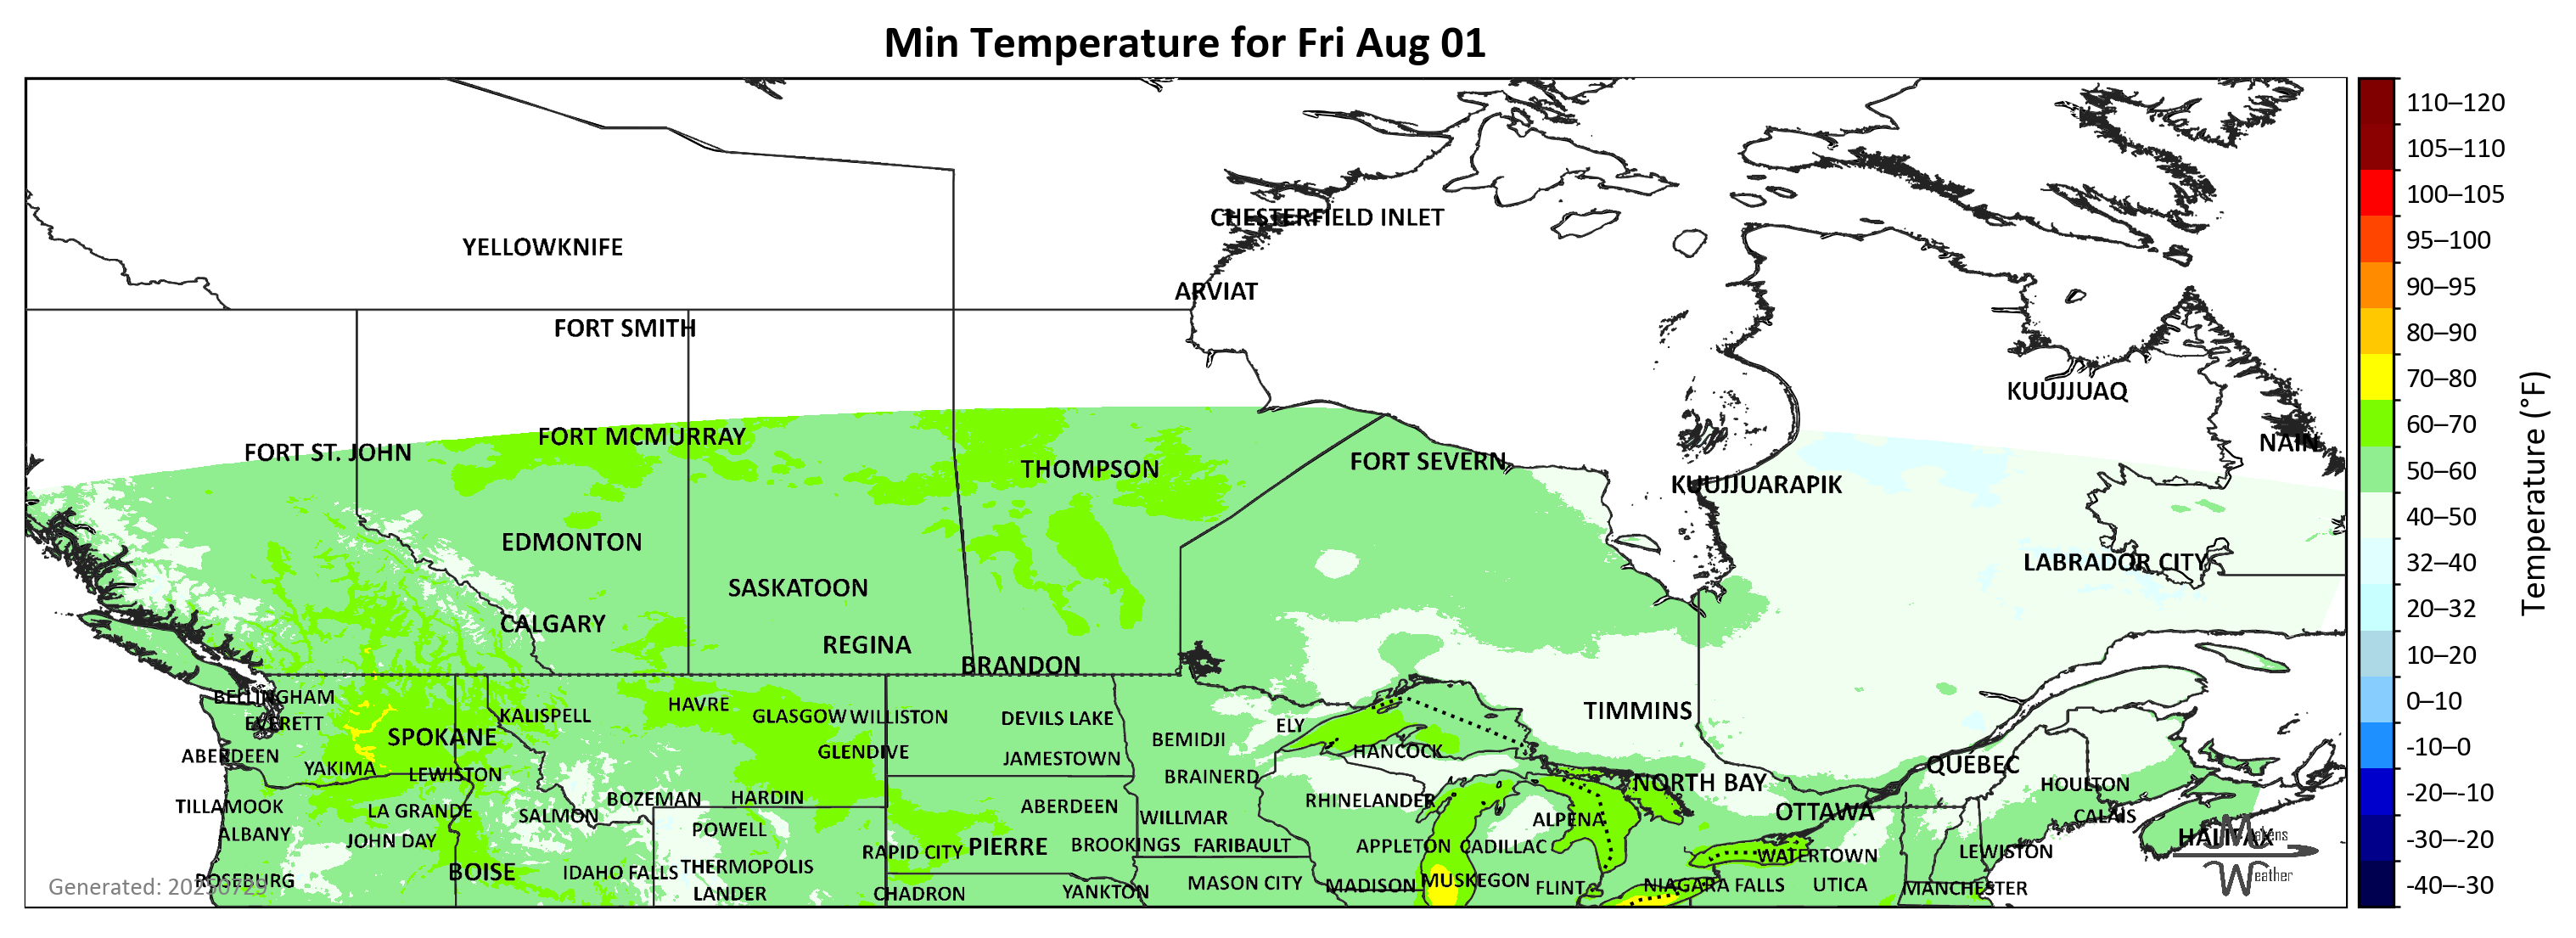 Min Temperature for Fri Aug 01
110–120
105–110
100–105
95–100
90–95
80–90
70–80
60–70
50–60
40–50
32–40
20–32
10–20
0–10
-10–0
-20–-10
-30–-20
-40–-30
Temperature (°F)
CHESTERFIELD INLET
YELLOWKNIFE
ARVIAT
FORT SMITH
KUUJJUAQ
FORT MCMURRAY
NAIN
FORT ST. JOHN
FORT SEVERN
THOMPSON
KUUJJUARAPIK
EDMONTON
LABRADOR CITY
SASKATOON
CALGARY
REGINA
BRANDON
BELLINGHAM
HAVRE
TIMMINS
KALISPELL
GLASGOW
WILLISTON
DEVILS LAKE
EVERETT
ELY
SPOKANE
BEMIDJI
HANCOCK
GLENDIVE
ABERDEEN
JAMESTOWN
QUÉBEC
YAKIMA
LEWISTON
BRAINERD
NORTH BAY
HOULTON
BOZEMAN
HARDIN
RHINELANDER
TILLAMOOK
ABERDEEN
LA GRANDE
OTTAWA
SALMON
WILLMAR
CALAIS
ALPENA
POWELL
ALBANY
HALIFAX
JOHN DAY
BROOKINGS
FARIBAULT
APPLETON
CADILLAC
PIERRE
RAPID CITY
LEWISTON
WATERTOWN
THERMOPOLIS
BOISE
IDAHO FALLS
ROSEBURG
MUSKEGON
MASON CITY
MADISON
NIAGARA FALLS
UTICA
FLINT
MANCHESTER
YANKTON
LANDER
CHADRON
Makens
Weather
Generated: 20250729